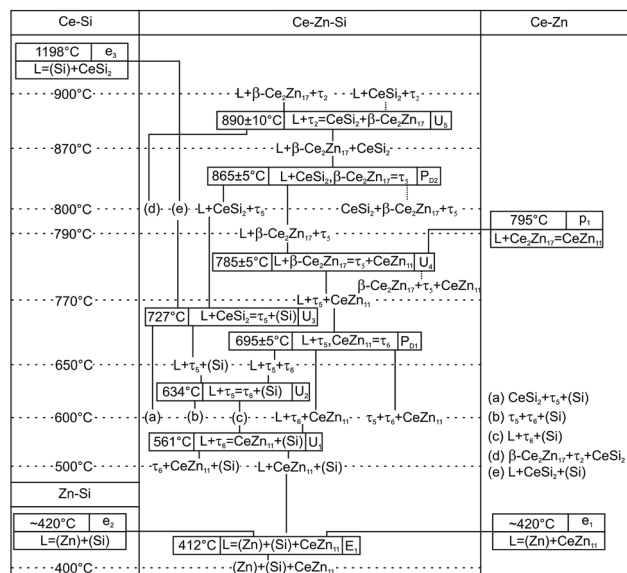 Ce-Si
Ce-Zn-Si
Ce-Zn
1198°C e₃
L=(Si)+CeSi₂
900°C
L+β-Ce₂Zn₁₇+τ₂ L+CeSi₂+τ₂
890±10°C L+τ₂=CeSi₂+β-Ce₂Zn₁₇ U₅
870°C
L+β-Ce₂Zn₁₇+CeSi₂
865±5°C L+CeSi₂,β-Ce₂Zn₁₇=τ₅ P_D2
800°C (d) (e) L+CeSi₂+τ₅ CeSi₂+β-Ce₂Zn₁₇+τ₅
795°C p₁
L+Ce₂Zn₁₇=CeZn₁₁
790°C
L+β-Ce₂Zn₁₇+τ₅
785±5°C L+β-Ce₂Zn₁₇=τ₅+CeZn₁₁ U₄
β-Ce₂Zn₁₇+τ₅+CeZn₁₁
770°C
L+τ₅+CeZn₁₁
727°C L+CeSi₂=τ₅+(Si) U₃
695±5°C L+τ₅,CeZn₁₁=τ₆ P_D1
650°C
L+τ₅+(Si) L+τ₅+τ₆
634°C L+τ₅=τ₆+(Si) U₂
600°C (a) (b) (c) L+τ₆+CeZn₁₁ τ₅+τ₆+CeZn₁₁
561°C L+τ₆=CeZn₁₁+(Si) U₁
500°C
τ₆+CeZn₁₁+(Si) L+CeZn₁₁+(Si)
(a) CeSi₂+τ₅+(Si)
(b) τ₅+τ₆+(Si)
(c) L+τ₆+(Si)
(d) β-Ce₂Zn₁₇+τ₂+CeSi₂
(e) L+CeSi₂+(Si)
Zn-Si
~420°C e₂
L=(Zn)+(Si)
~420°C e₁
L=(Zn)+CeZn₁₁
412°C L=(Zn)+(Si)+CeZn₁₁ E₁
400°C
(Zn)+(Si)+CeZn₁₁